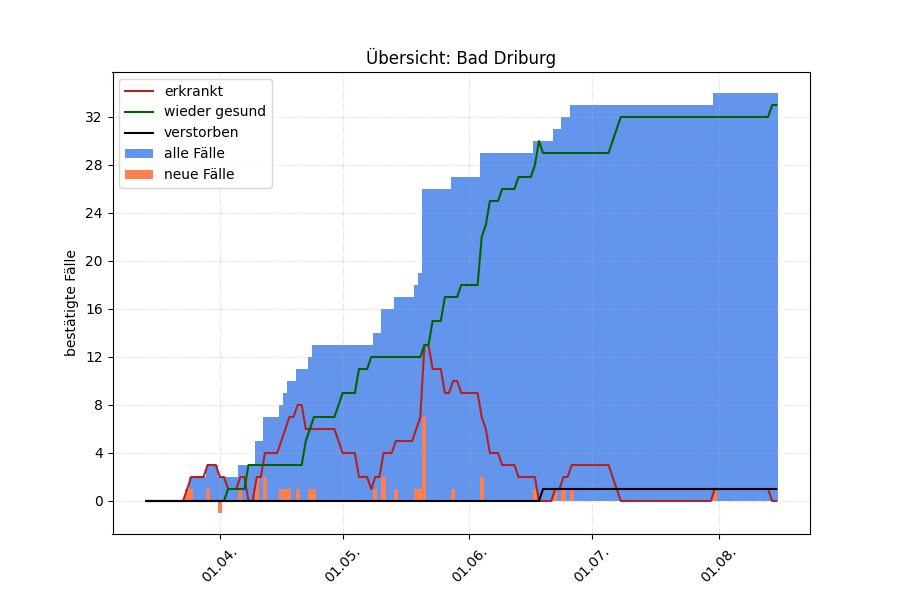 Übersicht: Bad Driburg
erkrankt
wieder gesund
verstorben
alle Fälle
neue Fälle
bestätigte Fälle
32
28
24
20
16
12
8
4
0
01.04.
01.05.
01.06.
01.07.
01.08.